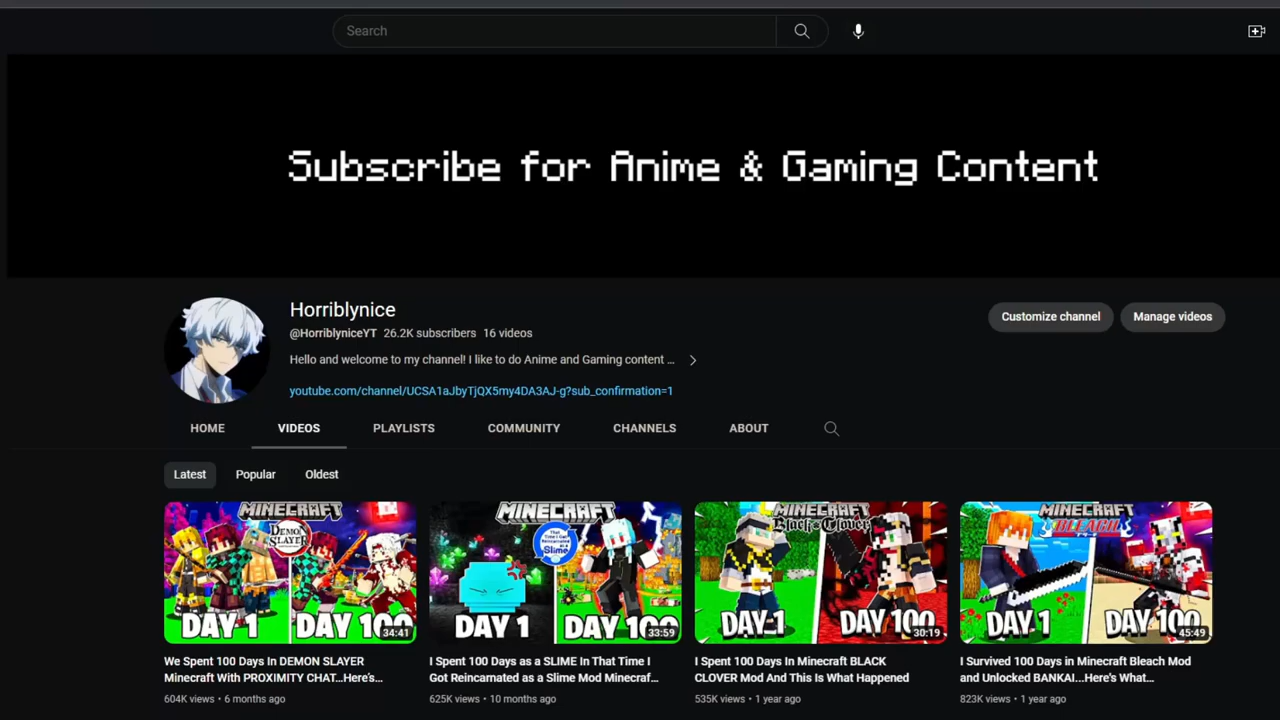 Search
Subscribe for Anime & Gaming Content
Horriblynice
@HorriblyniceYT 26.2K subscribers 16 videos
Hello and welcome to my channel! I like to do Anime and Gaming content ...
youtube.com/channel/UCSA1aJbyTjQX5my4DA3AJ-g?sub_confirmation=1
Customize channel
Manage videos
HOME VIDEOS PLAYLISTS COMMUNITY CHANNELS ABOUT
Latest Popular Oldest
MINECRAFT
DEMON SLAYER
DAY 1
DAY 100
34:41
We Spent 100 Days In DEMON SLAYER
Minecraft With PROXIMITY CHAT...Here's...
604K views • 6 months ago
MINECRAFT
That Time I Got Reincarnated as a Slime
DAY 1
DAY 100
33:59
I Spent 100 Days as a SLIME In That Time I
Got Reincarnated as a Slime Mod Minecraf...
625K views • 10 months ago
MINECRAFT
Black Clover
DAY 1
DAY 100
30:19
I Spent 100 Days In Minecraft BLACK
CLOVER Mod And This Is What Happened
535K views • 1 year ago
MINECRAFT
BLEACH
DAY 1
DAY 100
45:49
I Survived 100 Days in Minecraft Bleach Mod
and Unlocked BANKAI...Here's What...
823K views • 1 year ago